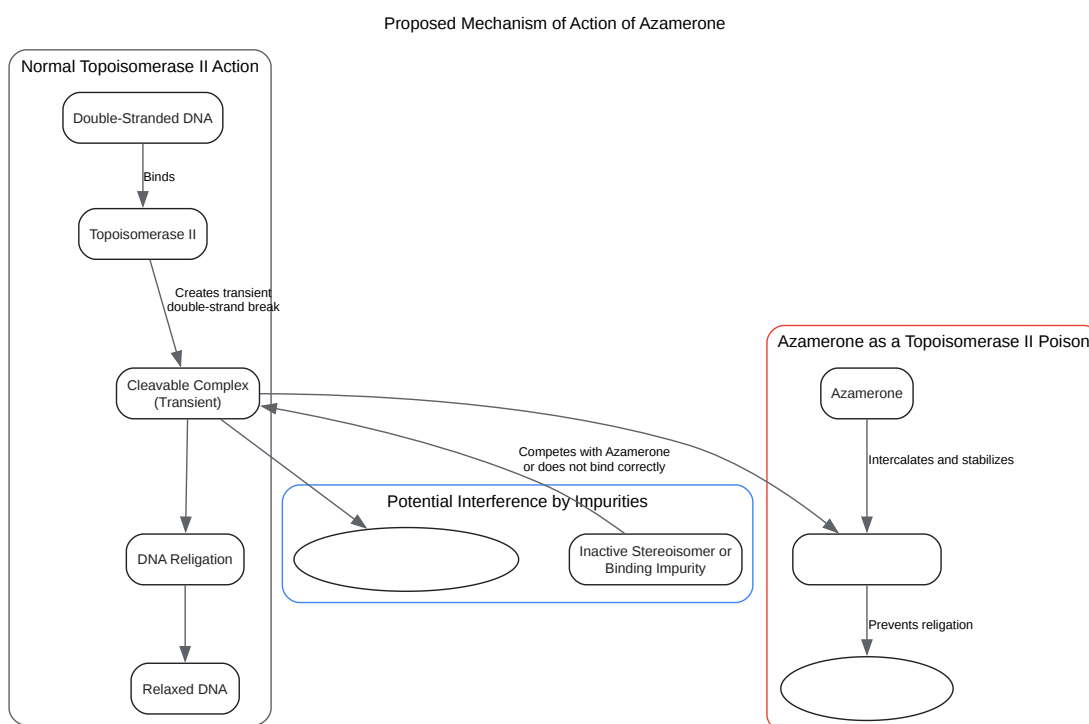 Proposed Mechanism of Action of Azamerone
Normal Topoisomerase II Action
Double-Stranded DNA
Binds
Topoisomerase II
Creates transient
double-strand break
Cleavable Complex
(Transient)
DNA Religation
Relaxed DNA
Competes with Azamerone
or does not bind correctly
Potential Interference by Impurities
Inactive Stereoisomer or
Binding Impurity
Azamerone as a Topoisomerase II Poison
Azamerone
Intercalates and stabilizes
Prevents religation